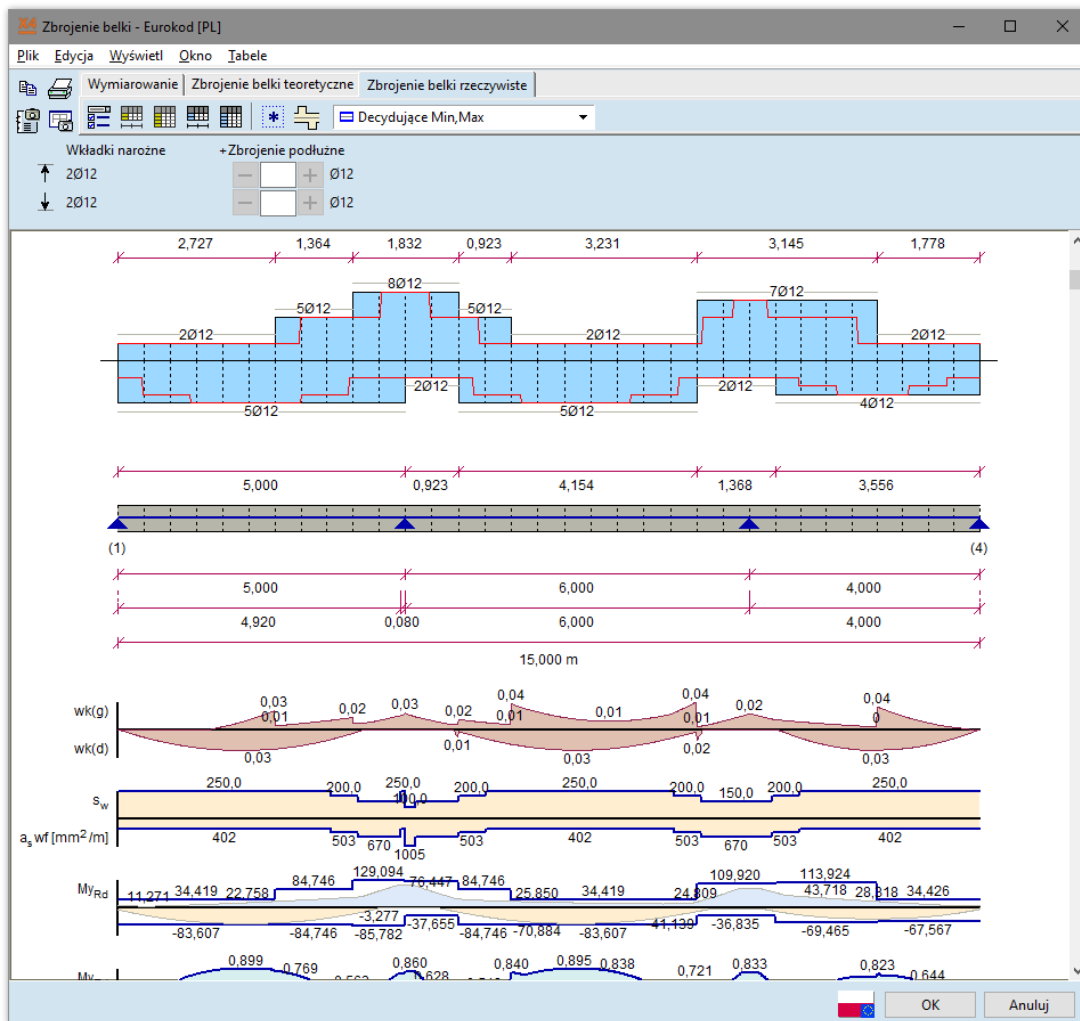 X4 Zbrojenie belki - Eurokod [PL]
Plik Edycja Wyświetl Okno Tabele
Wymiarowanie Zbrojenie belki teoretyczne Zbrojenie belki rzeczywiste
Decydujące Min,Max
Wkładki narożne +Zbrojenie podłużne
2Ø12 Ø12
2Ø12 Ø12
2,727 1,364 1,832 0,923 3,231 3,145 1,778
8Ø12 7Ø12
5Ø12 5Ø12
2Ø12 2Ø12 2Ø12
2Ø12 2Ø12
5Ø12 5Ø12 4Ø12
5,000 0,923 4,154 1,368 3,556
(1) (4)
5,000 6,000 4,000
4,920 0,080 6,000 4,000
15,000 m
wk(g) 0,03 0,01 0,02 0,03 0,02 0,04 0,01 0,01 0,04 0,01 0,02 0,04 0
wk(d) 0,03 0,01 0,03 0,02 0,03
sw 250,0 200,0 250,0 100,0 200,0 250,0 200,0 150,0 200,0 250,0
as wf [mm²/m] 402 503 670 1005 503 402 503 670 503 402
MyRd 11,271 34,419 22,758 84,746 129,094 76,447 84,746 25,850 34,419 24,809 109,920 113,924 43,718 28,818 34,426
-83,607 -84,746 -3,277 -85,782 -37,655 -84,746 -70,884 -83,607 -41,139 -36,835 -69,465 -67,567
0,899 0,769 0,860 0,840 0,895 0,838 0,721 0,833 0,823 0,644
OK Anuluj